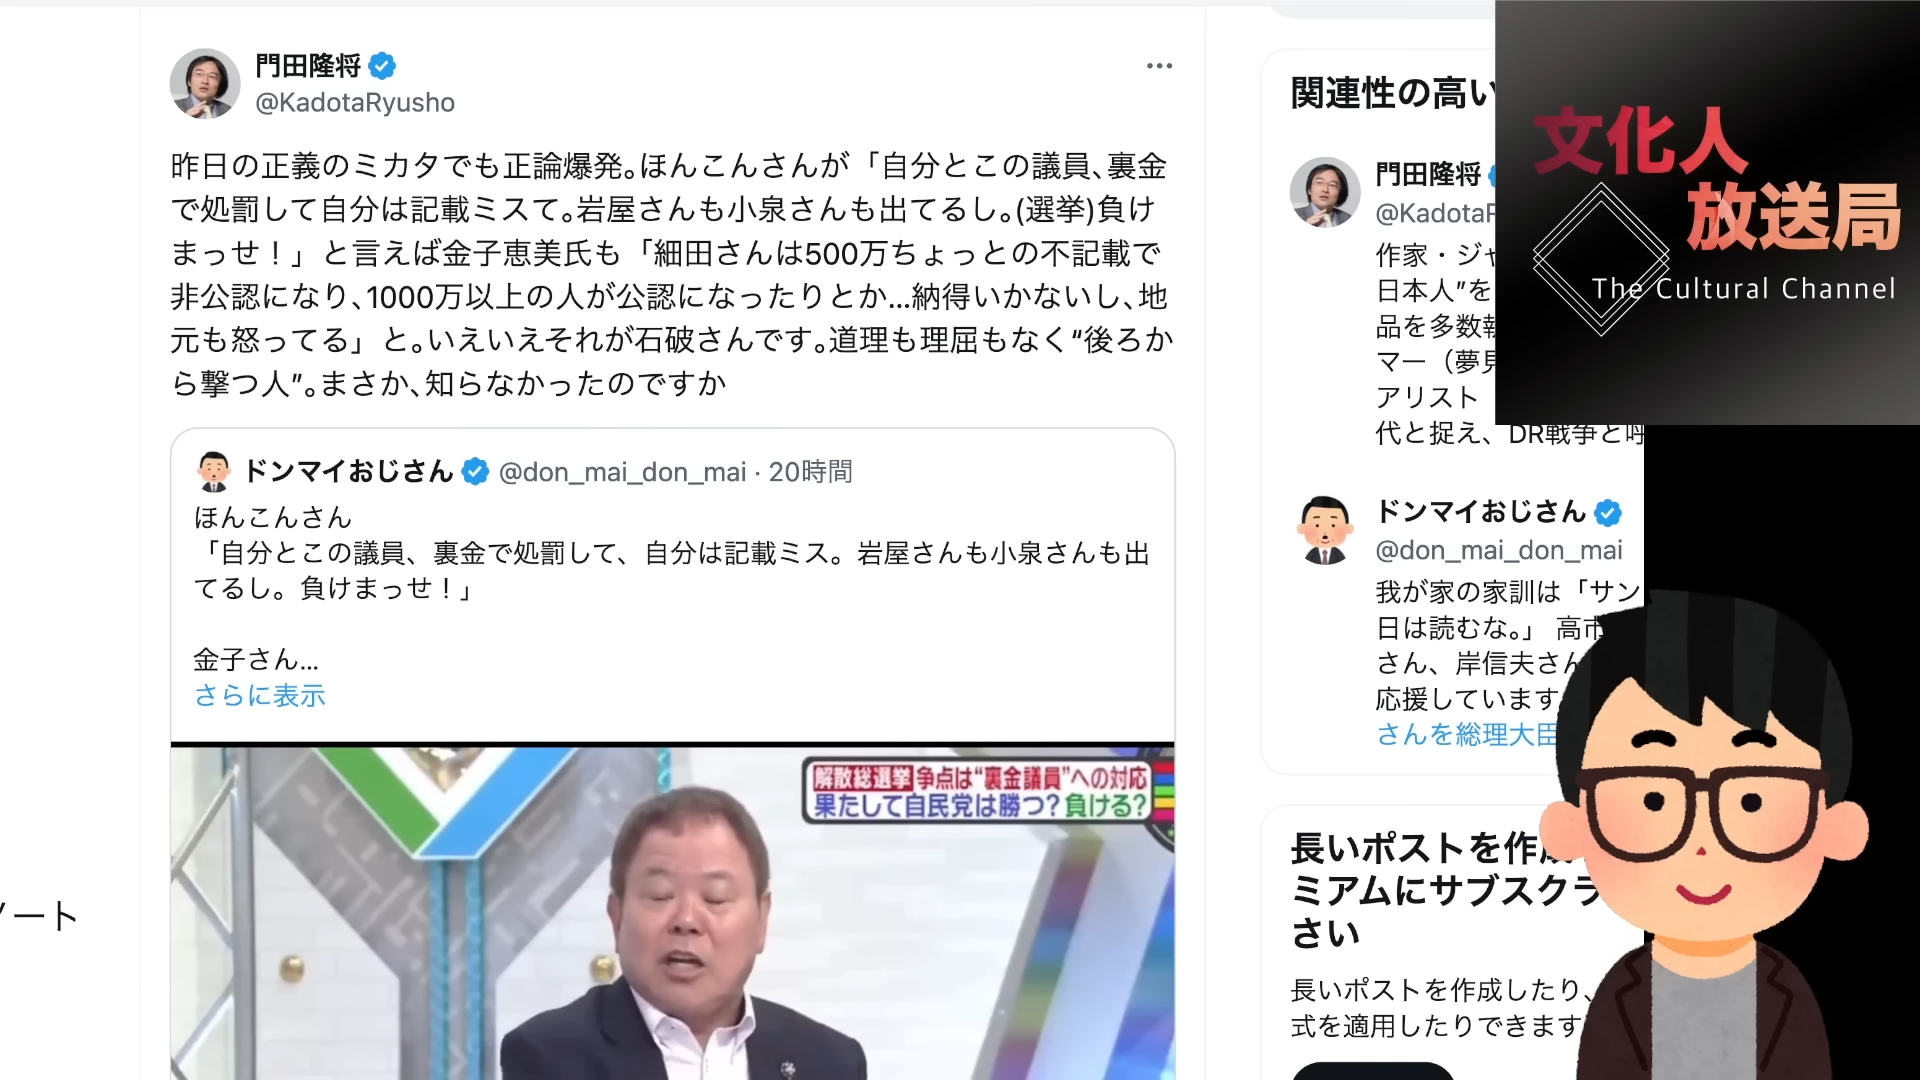 門田隆将
@KadotaRyusho
昨日の正義のミカタでも正論爆発。ほんこんさんが「自分とこの議員、裏金
で処罰して自分は記載ミスて。岩屋さんも小泉さんも出てるし。(選挙)負け
まっせ！」と言えば金子恵美氏も「細田さんは500万ちょっとの不記載で
非公認になり、1000万以上の人が公認になったりとか…納得いかないし、地
元も怒ってる」と。いえいえそれが石破さんです。道理も理屈もなく“後ろか
ら撃つ人”。まさか、知らなかったのですか
ドンマイおじさん @don_mai_don_mai · 20時間
ほんこんさん
「自分とこの議員、裏金で処罰して、自分は記載ミス。岩屋さんも小泉さんも出
てるし。負けまっせ！」
金子さん...
さらに表示
解散総選挙 争点は“裏金議員”への対応
果たして自民党は勝つ？負ける？
ート
関連性の高い
門田隆将
@Kadota
作家・ジャ
日本人”を
品を多数
マー（夢見
アリスト
代と捉え、DR戦争と呼
ドンマイおじさん
@don_mai_don_mai
我が家の家訓は「サン
日は読むな。」 高市
さん、岸信夫さん
応援しています
さんを総理大臣
長いポストを作成
ミアムにサブスクラ
さい
長いポストを作成したり、
式を適用したりできます
文化人
放送局
The Cultural Channel